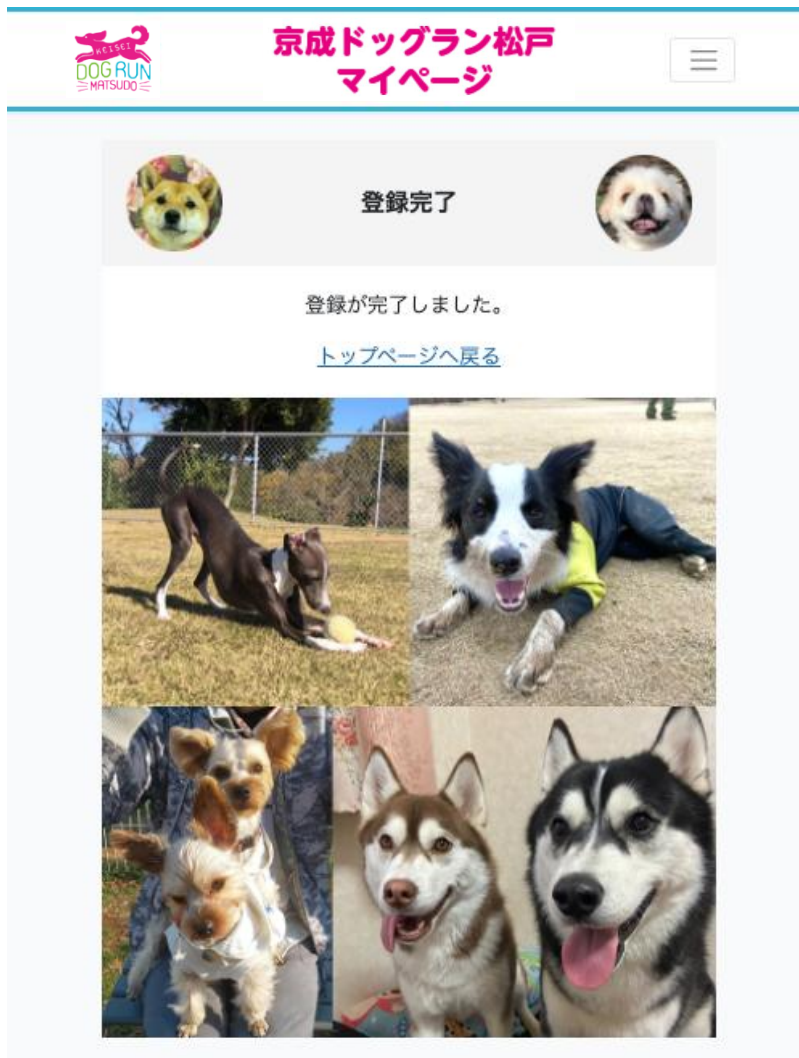 KEISEI
DOG RUN
MATSUDO
京成ドッグラン松戸
マイページ
登録完了
登録が完了しました。
トップページへ戻る